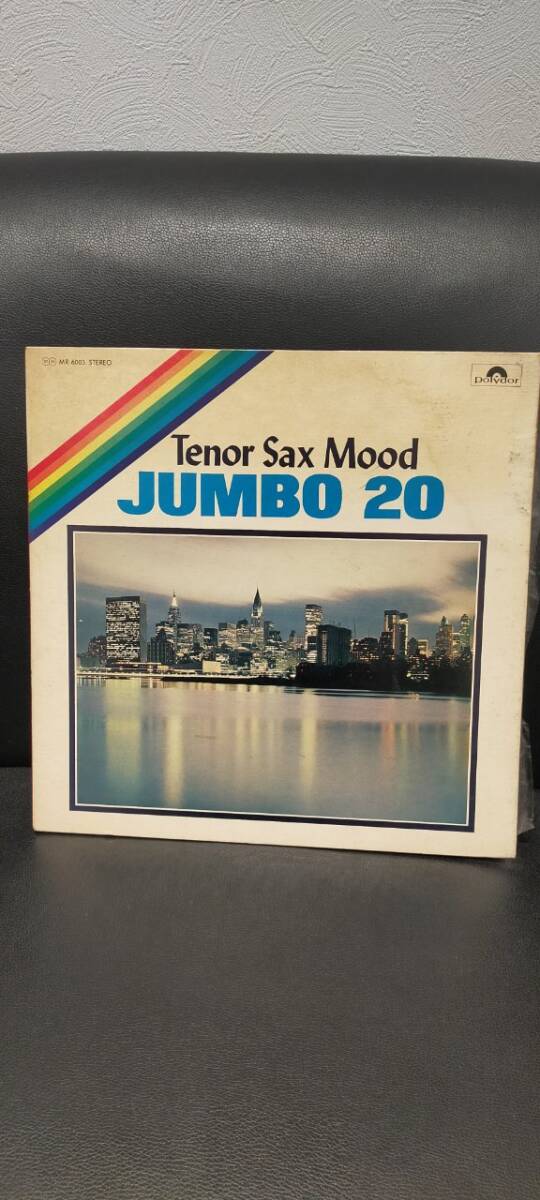 MR 6003 STEREO
polydor
Tenor Sax Mood
JUMBO 20